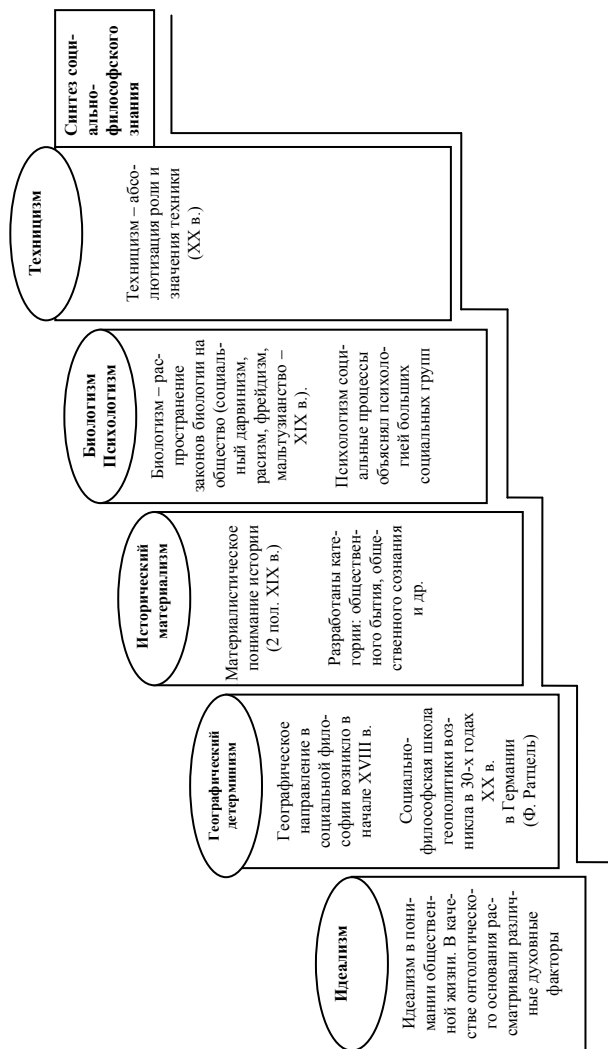 Идеализм
Идеализм в пони-
мании обществен-
ной жизни. В каче-
стве онтологическо-
го основания рас-
сматривали различ-
ные духовные
факторы
Географический
детерминизм
Географическое
направление в
социальной фило-
софии возникло в
начале XVIII в.
Социально-
философская школа
геополитики воз-
никла в 30-х годах
XX в.
в Германии
(Ф. Ратцель)
Исторический
материализм
Материалистическое
понимание истории
(2 пол. XIX в.)
Разработаны кате-
гории: обществен-
ного бытия, обще-
ственного сознания
и др.
Биологизм
Психологизм
Биологизм – рас-
пространение
законов биологии на
общество (социаль-
ный дарвинизм,
расизм, фрейдизм,
мальтузианство –
XIX в.).
Психологизм соци-
альные процессы
объяснял психоло-
гией больших
социальных групп
Техницизм
Техницизм – абсо-
лютизация роли и
значения техники
(XX в.)
Синтез соци-
ально-
философского
знания